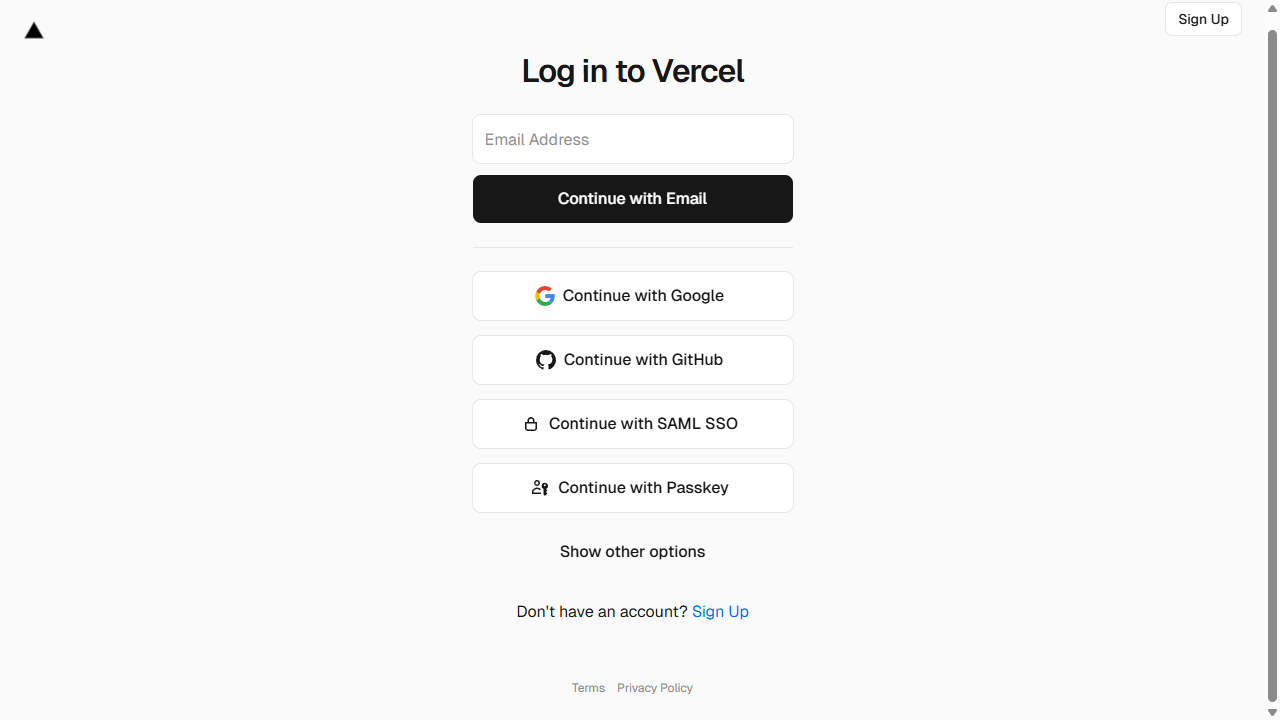 Sign Up
Log in to Vercel
Email Address
Continue with Email
Continue with Google
Continue with GitHub
Continue with SAML SSO
Continue with Passkey
Show other options
Don't have an account? Sign Up
Terms Privacy Policy